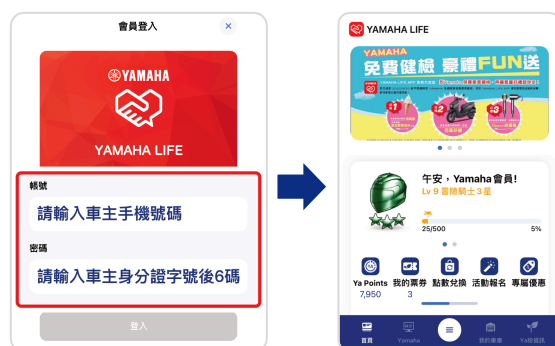 會員登入
×
YAMAHA
YAMAHA LIFE
帳號
請輸入車主手機號碼
密碼
請輸入車主身分證字號後6碼
登入
YAMAHA LIFE
YAMAHA
免費健檢 豪禮FUN送
午安,Yamaha會員!
Lv 9 冒險騎士3星
25/500
5%
Ya Points 我的票券 點數兌換 活動報名 專屬優惠
7,950 3
首頁 Yamaha 我的車庫 Ya粉資訊